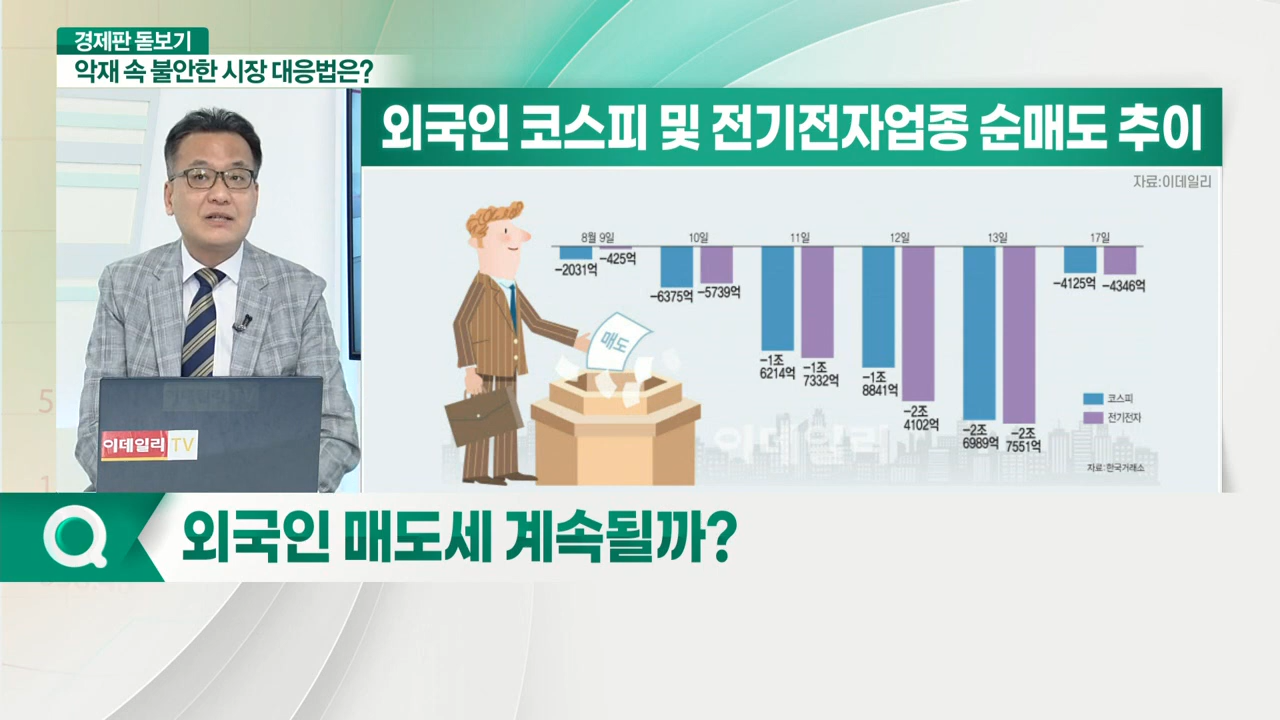 경제판 돋보기
악재 속 불안한 시장 대응법은?
외국인 코스피 및 전기전자업종 순매도 추이
자료:이데일리
8월 9일 10일 11일 12일 13일 17일
-2031억 -425억
-6375억 -5739억
-1조
6214억
-1조
7332억
-1조
8841억
-2조
4102억
-2조
6989억
-2조
7551억
-4125억 -4346억
매도
코스피
전기전자
이데일리
자료:한국거래소
이데일리 TV
5
1
Q 외국인 매도세 계속될까?